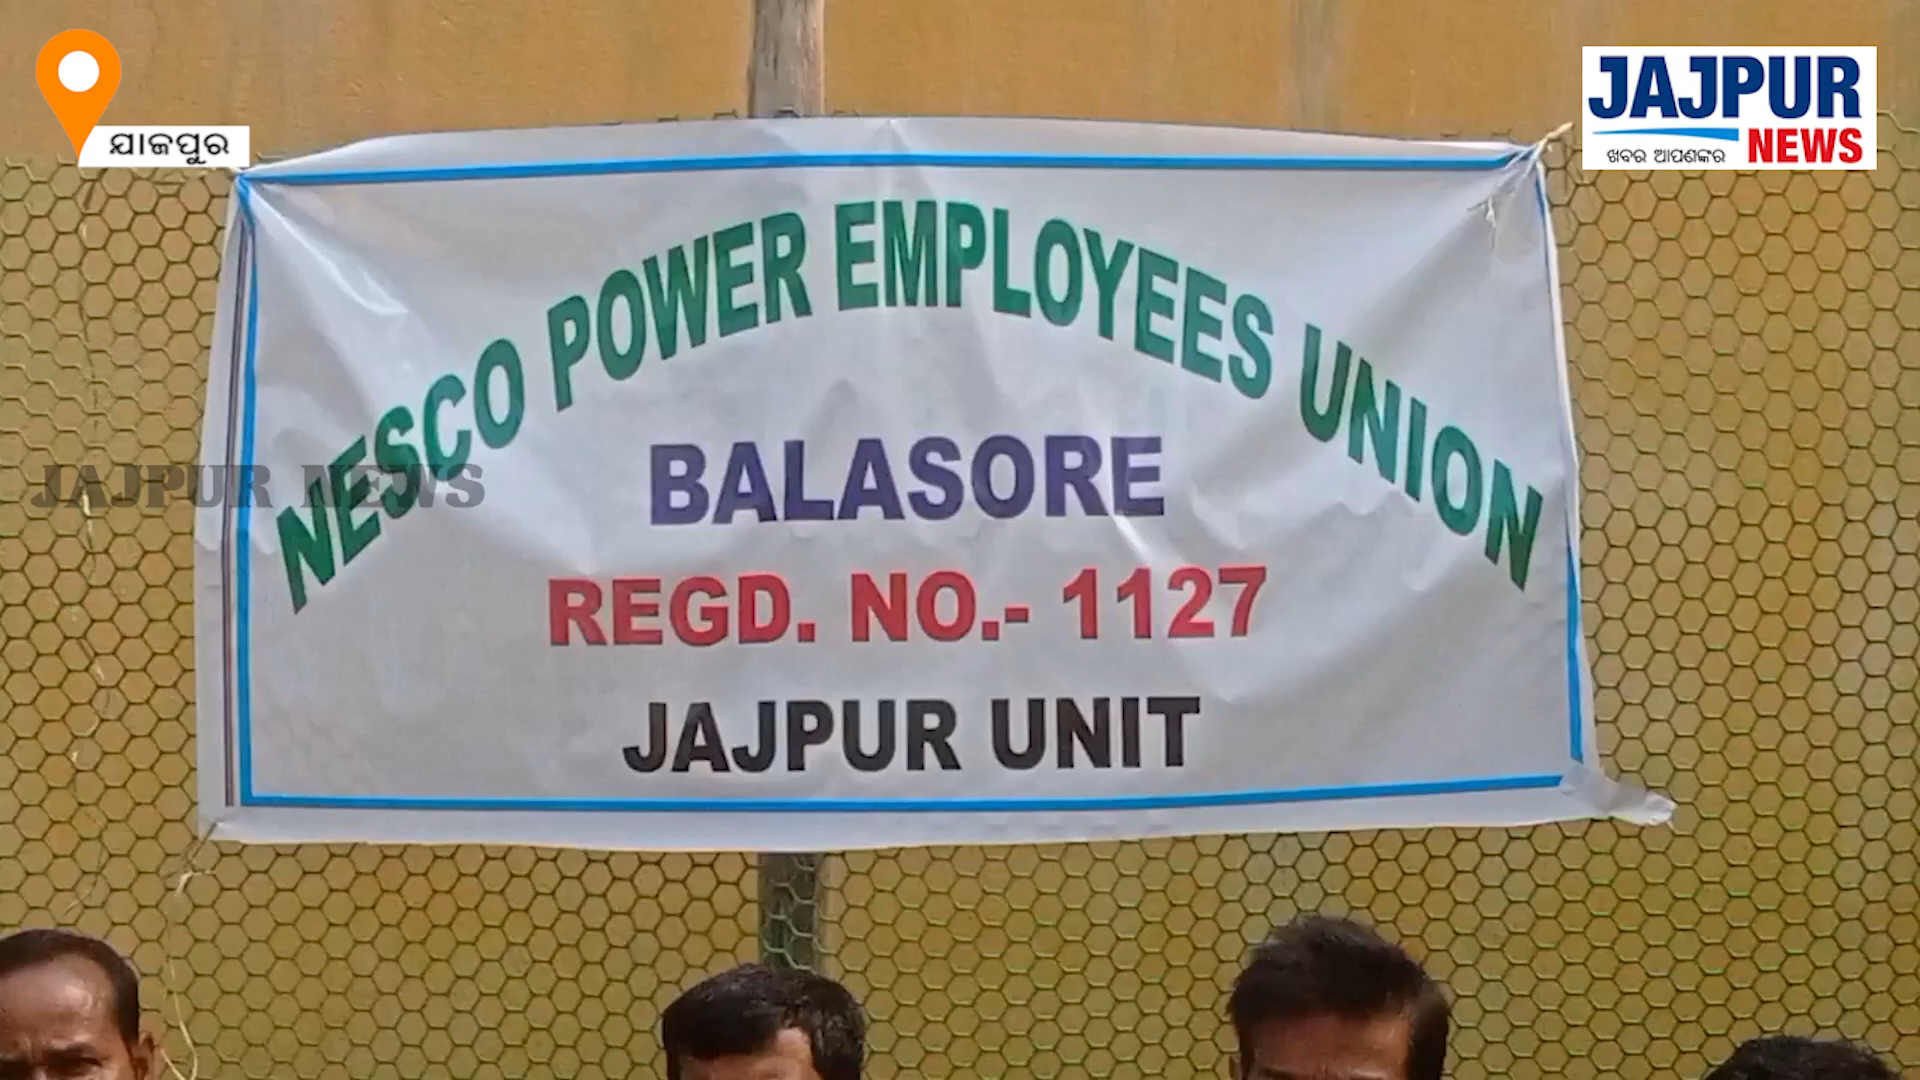 ଯାଜପୁର
JAJPUR
ଖବର ଆପଣଙ୍କର NEWS
NESCO POWER EMPLOYEES UNION
BALASORE
JAJPUR NEWS
REGD. NO.- 1127
JAJPUR UNIT